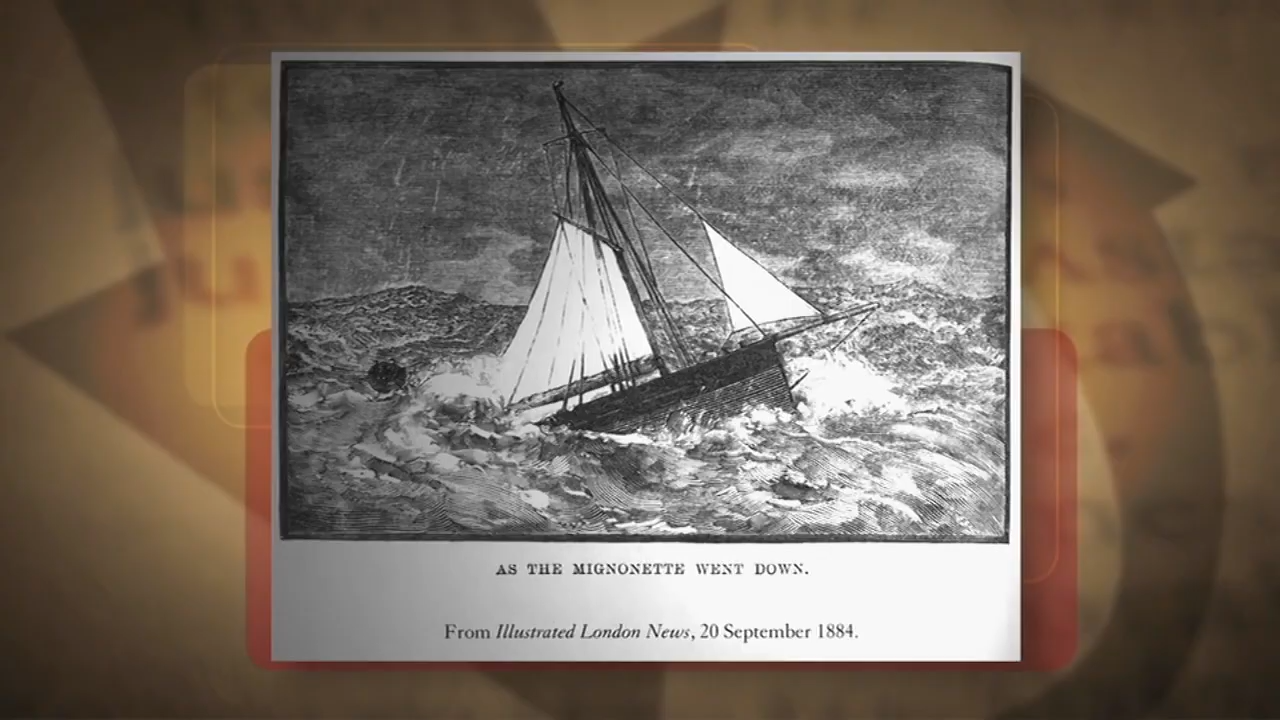 AS THE MIGNONETTE WENT DOWN.
From Illustrated London News, 20 September 1884.